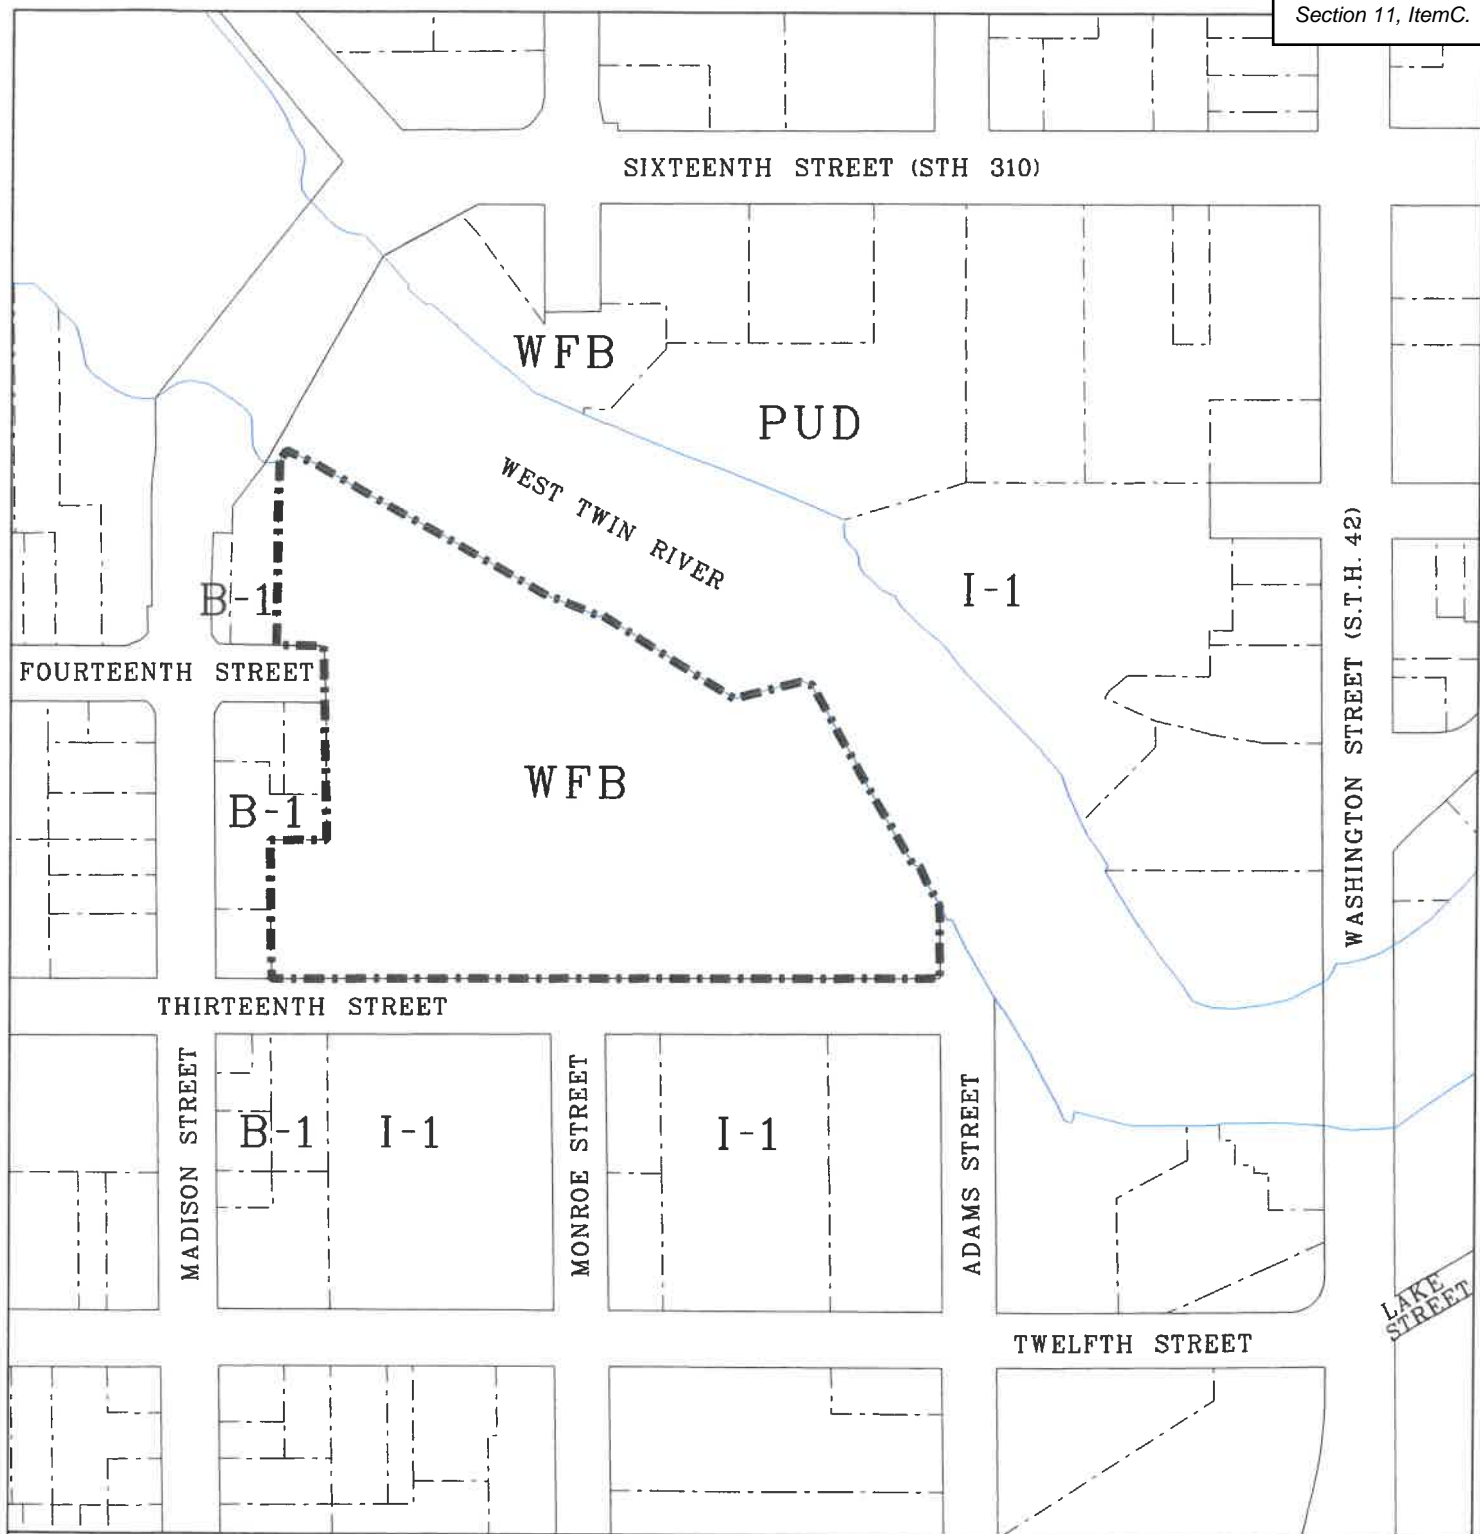 Section 11, ItemC.
SIXTEENTH STREET (STH 310)
WFB
PUD
WEST TWIN RIVER
WASHINGTON STREET (S.T.H. 42)
B-1
I-1
FOURTEENTH STREET
WFB
B-1
THIRTEENTH STREET
MADISON STREET
B-1
I-1
MONROE STREET
I-1
ADAMS STREET
LAKE
STREET
TWELFTH STREET